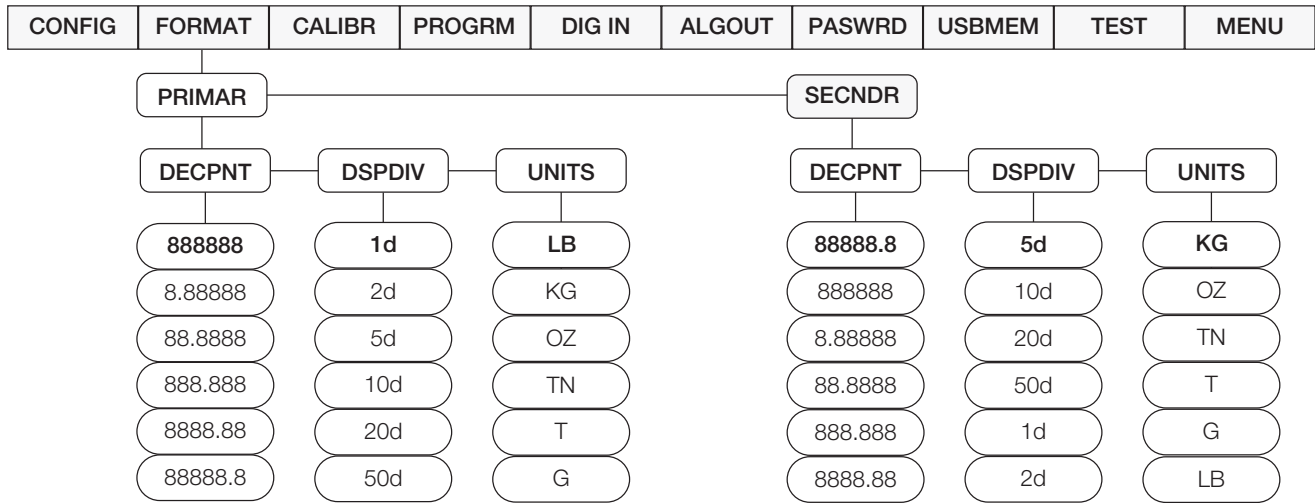 CONFIG FORMAT CALIBR PROGRM DIG IN ALGOUT PASWRD USBMEM TEST MENU
PRIMAR SECNDR
DECPNT DSPDIV UNITS DECPNT DSPDIV UNITS
888888 1d LB 88888.8 5d KG
8.88888 2d KG 888888 10d OZ
88.8888 5d OZ 8.88888 20d TN
888.888 10d TN 88.8888 50d T
8888.88 20d T 888.888 1d G
88888.8 50d G 8888.88 2d LB